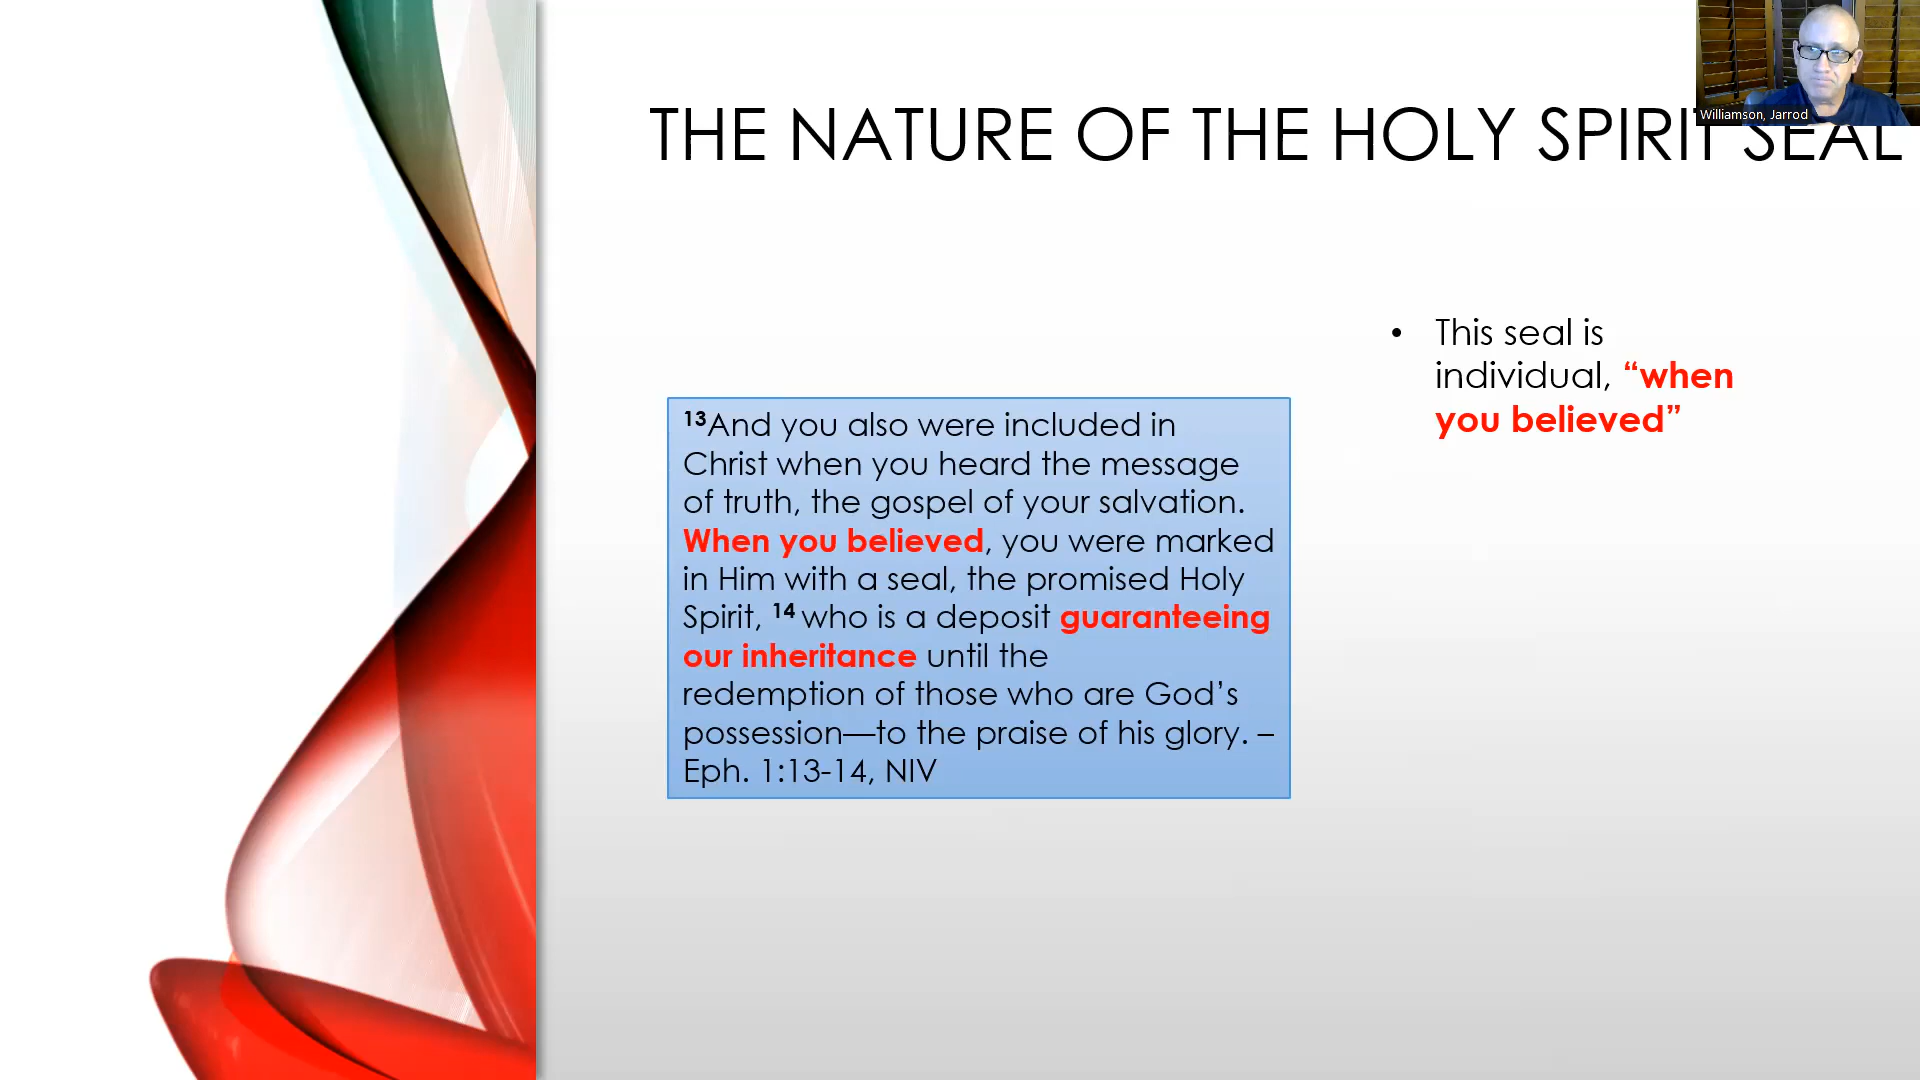 Williamson, Jarrod
THE NATURE OF THE HOLY SPIRIT SEAL
• This seal is
individual, “when
you believed”
13And you also were included in
Christ when you heard the message
of truth, the gospel of your salvation.
When you believed, you were marked
in Him with a seal, the promised Holy
Spirit, 14 who is a deposit guaranteeing
our inheritance until the
redemption of those who are God’s
possession—to the praise of his glory. –
Eph. 1:13-14, NIV